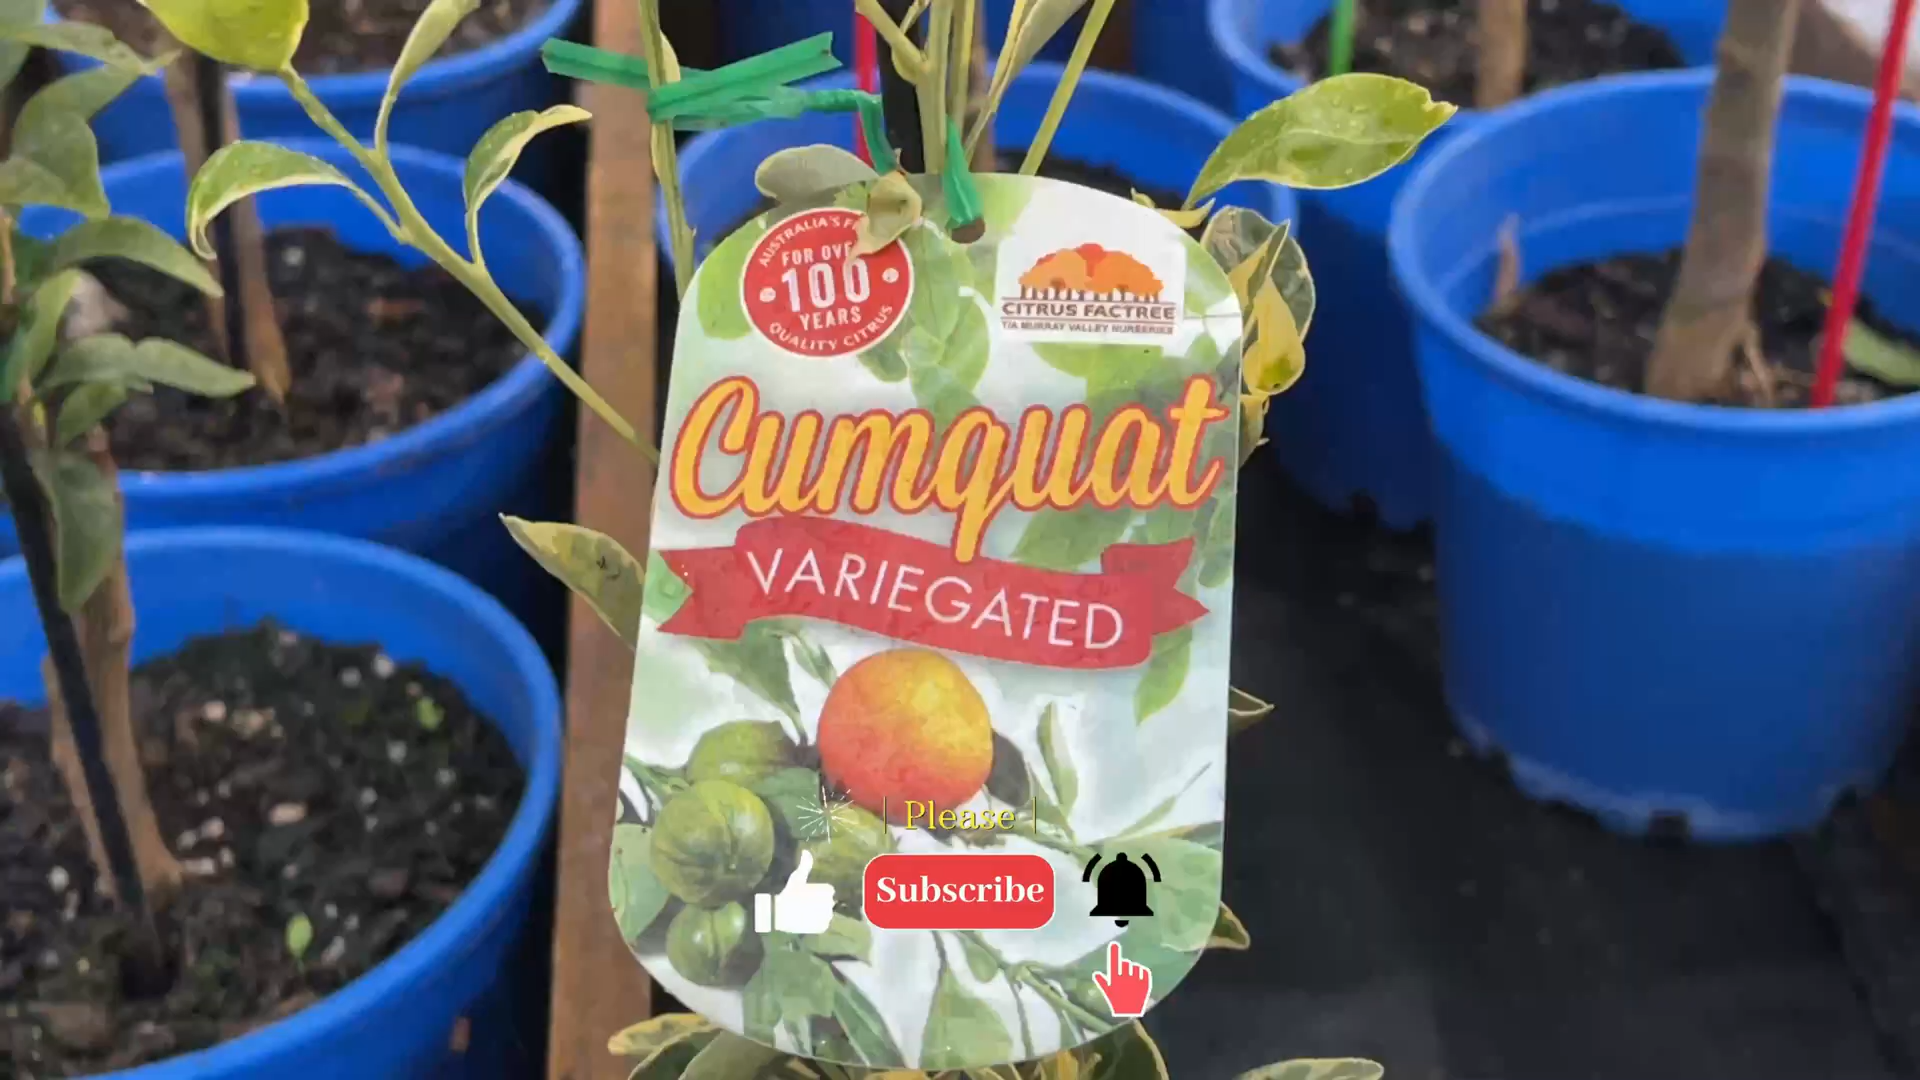 AUSTRALIA'S
FOR OVER
100
YEARS
QUALITY CITRUS
CITRUS FACTREE
T/A MURRAY VALLEY NURSERIES
Cumquat
VARIEGATED
| Please |
Subscribe